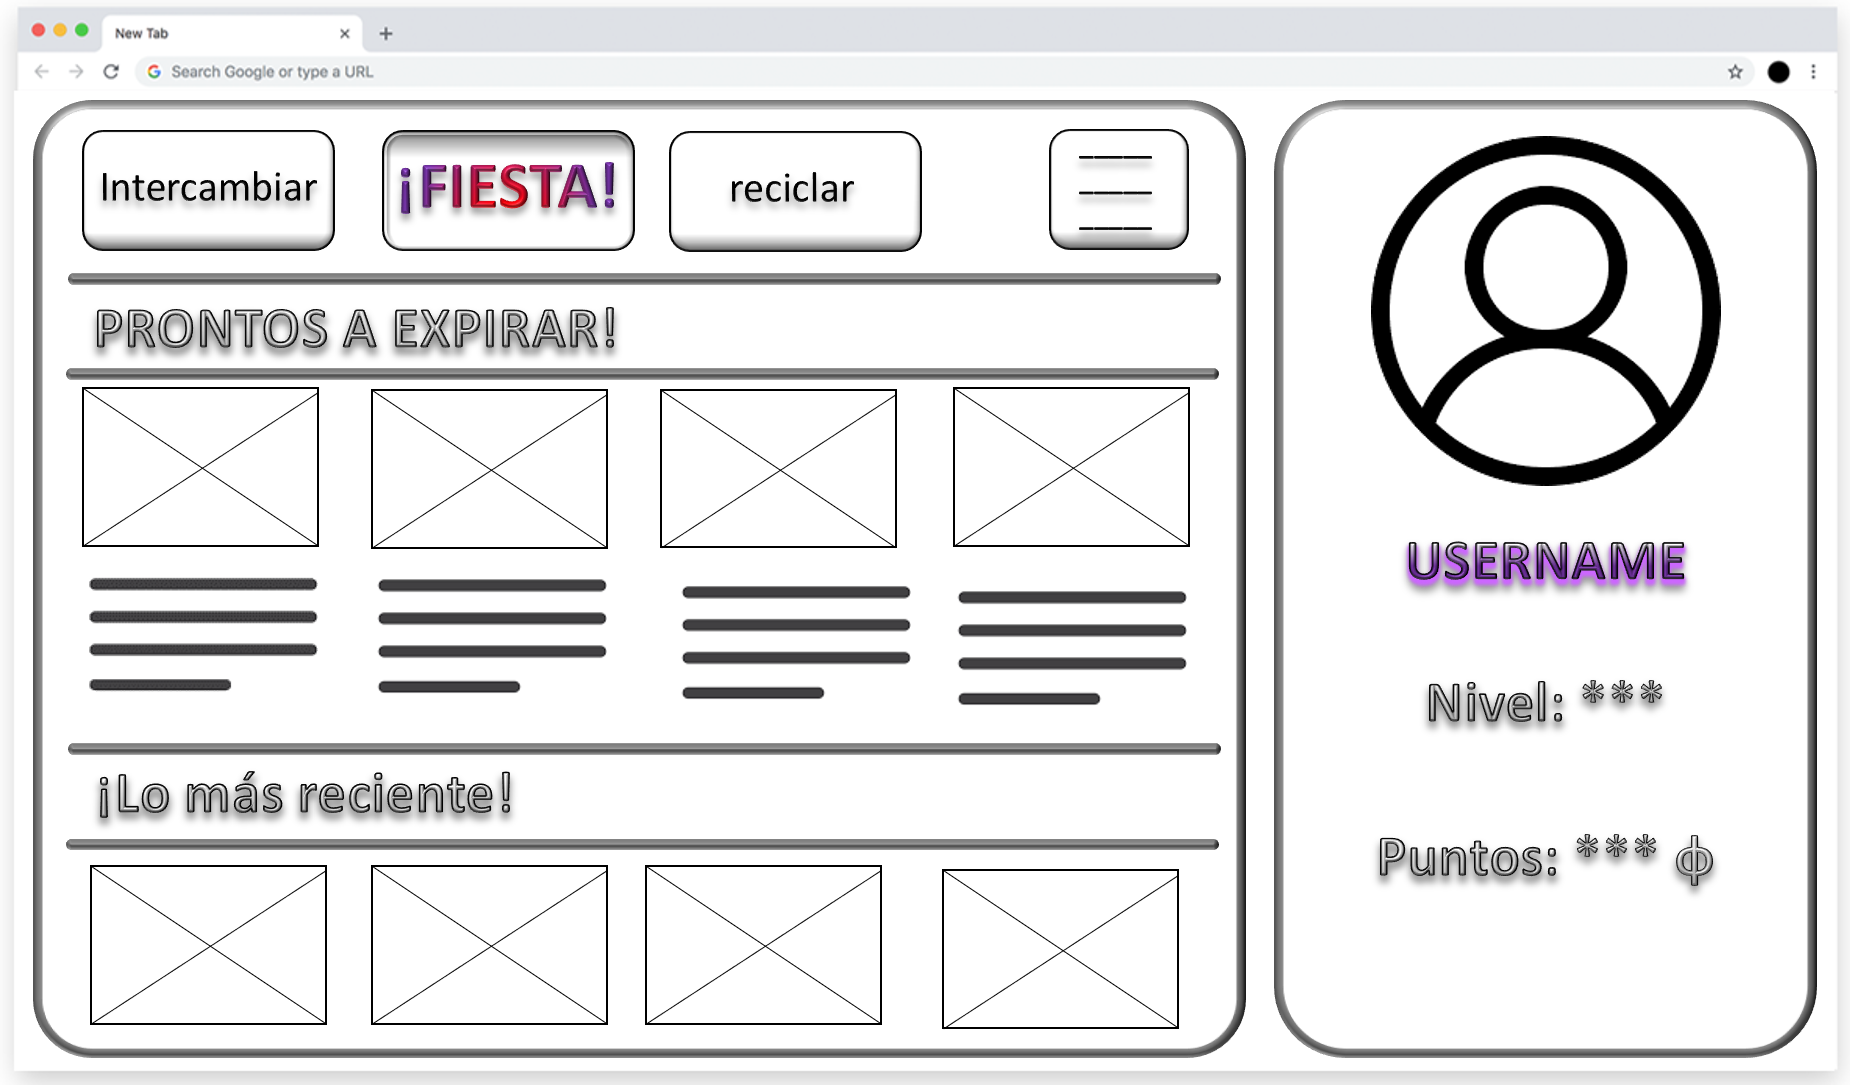 New Tab
Search Google or type a URL
Intercambiar
¡FIESTA!
reciclar
PRONTOS A EXPIRAR!
¡Lo más reciente!
USERNAME
Nivel: ***
Puntos: *** ф